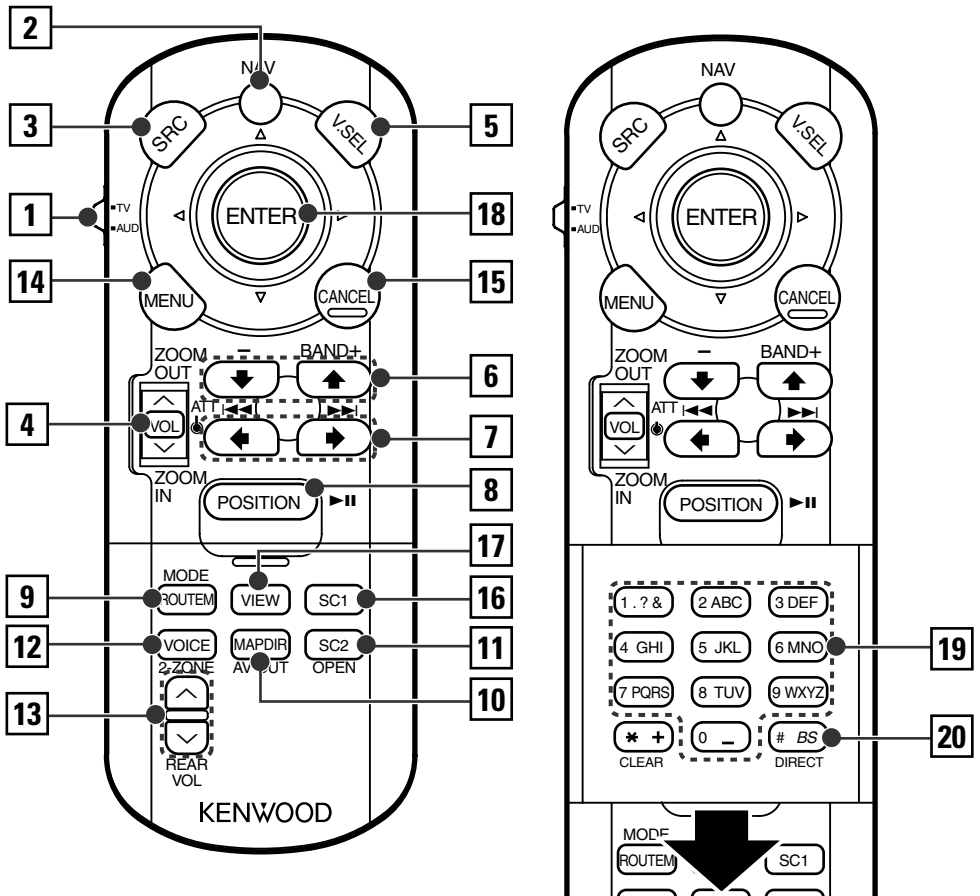 2
NAV
3
SRC
V.SEL
5
1
TV
AUD
ENTER
18
14
MENU
CANCEL
15
ZOOM
OUT
–
BAND+
6
4
VOL
ATT
7
ZOOM
IN
POSITION
8
17
MODE
9
ROUTEM
VIEW
SC1
16
12
VOICE
MAPDIR
SC2
11
2-ZONE
AV OUT
OPEN
10
13
REAR
VOL
KENWOOD
NAV
SRC
V.SEL
TV
AUD
ENTER
MENU
CANCEL
ZOOM
OUT
–
BAND+
VOL
ATT
ZOOM
IN
POSITION
1 . ? &
2 ABC
3 DEF
4 GHI
5 JKL
6 MNO
19
7 PQRS
8 TUV
9 WXYZ
* +
0 _
# BS
20
CLEAR
DIRECT
MODE
ROUTEM
SC1